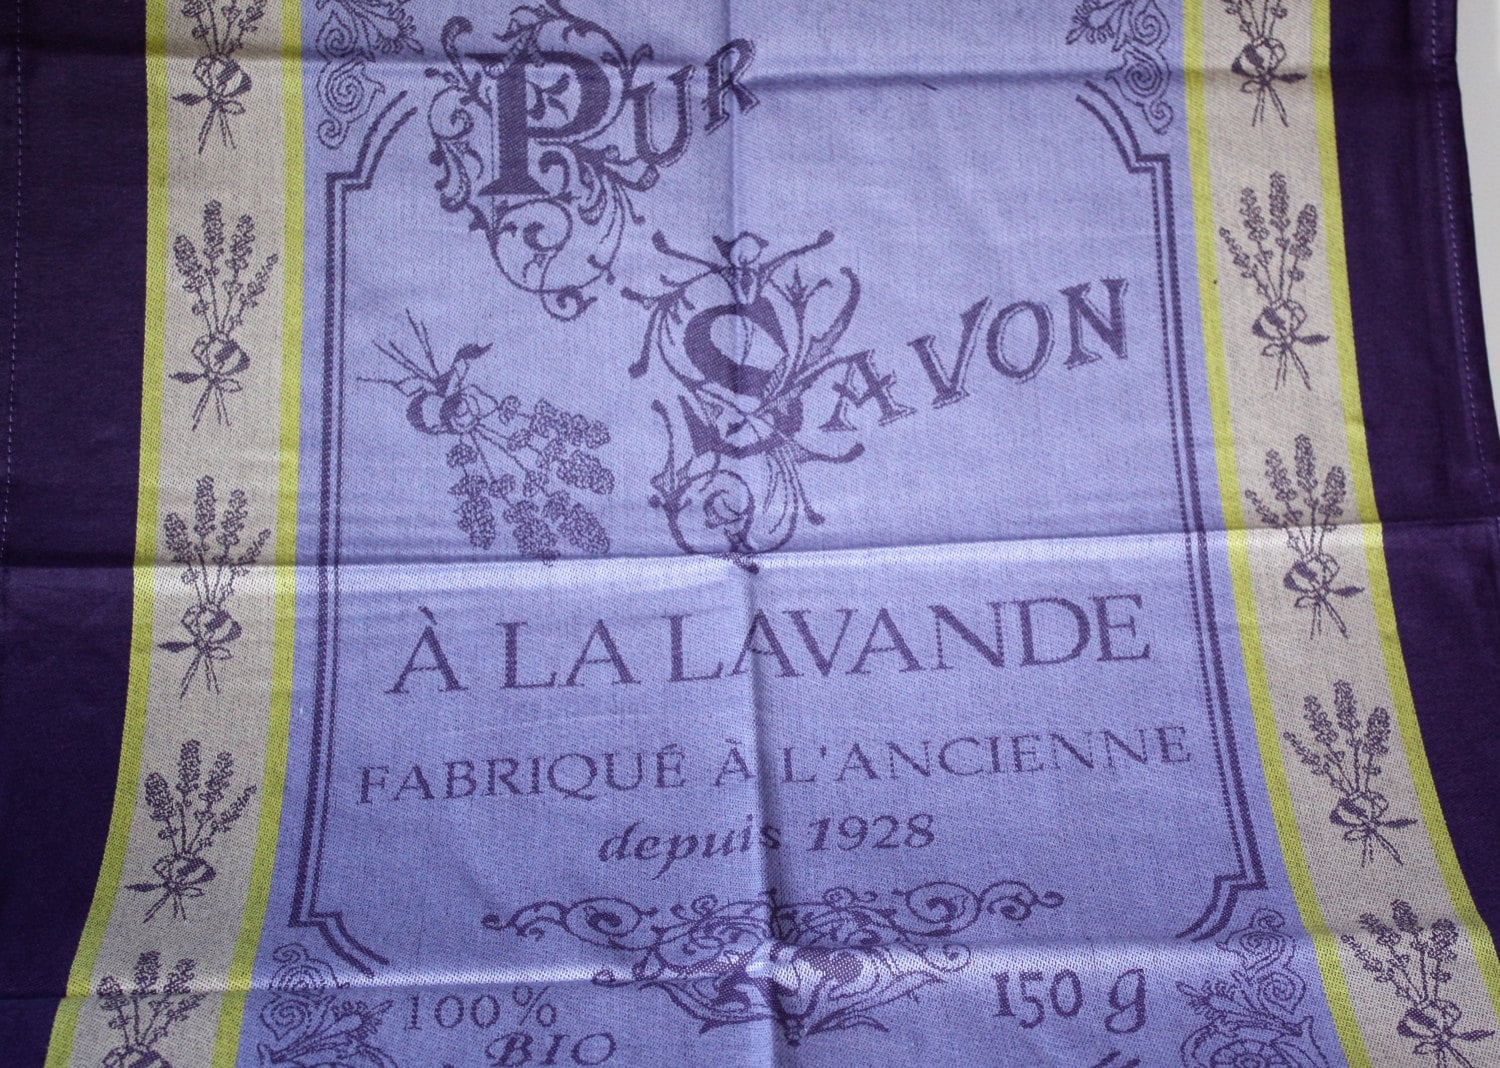 PUR
SAVON
À LA LAVANDE
FABRIQUÉ À L'ANCIENNE
depuis 1928
100% 150 g
BIO